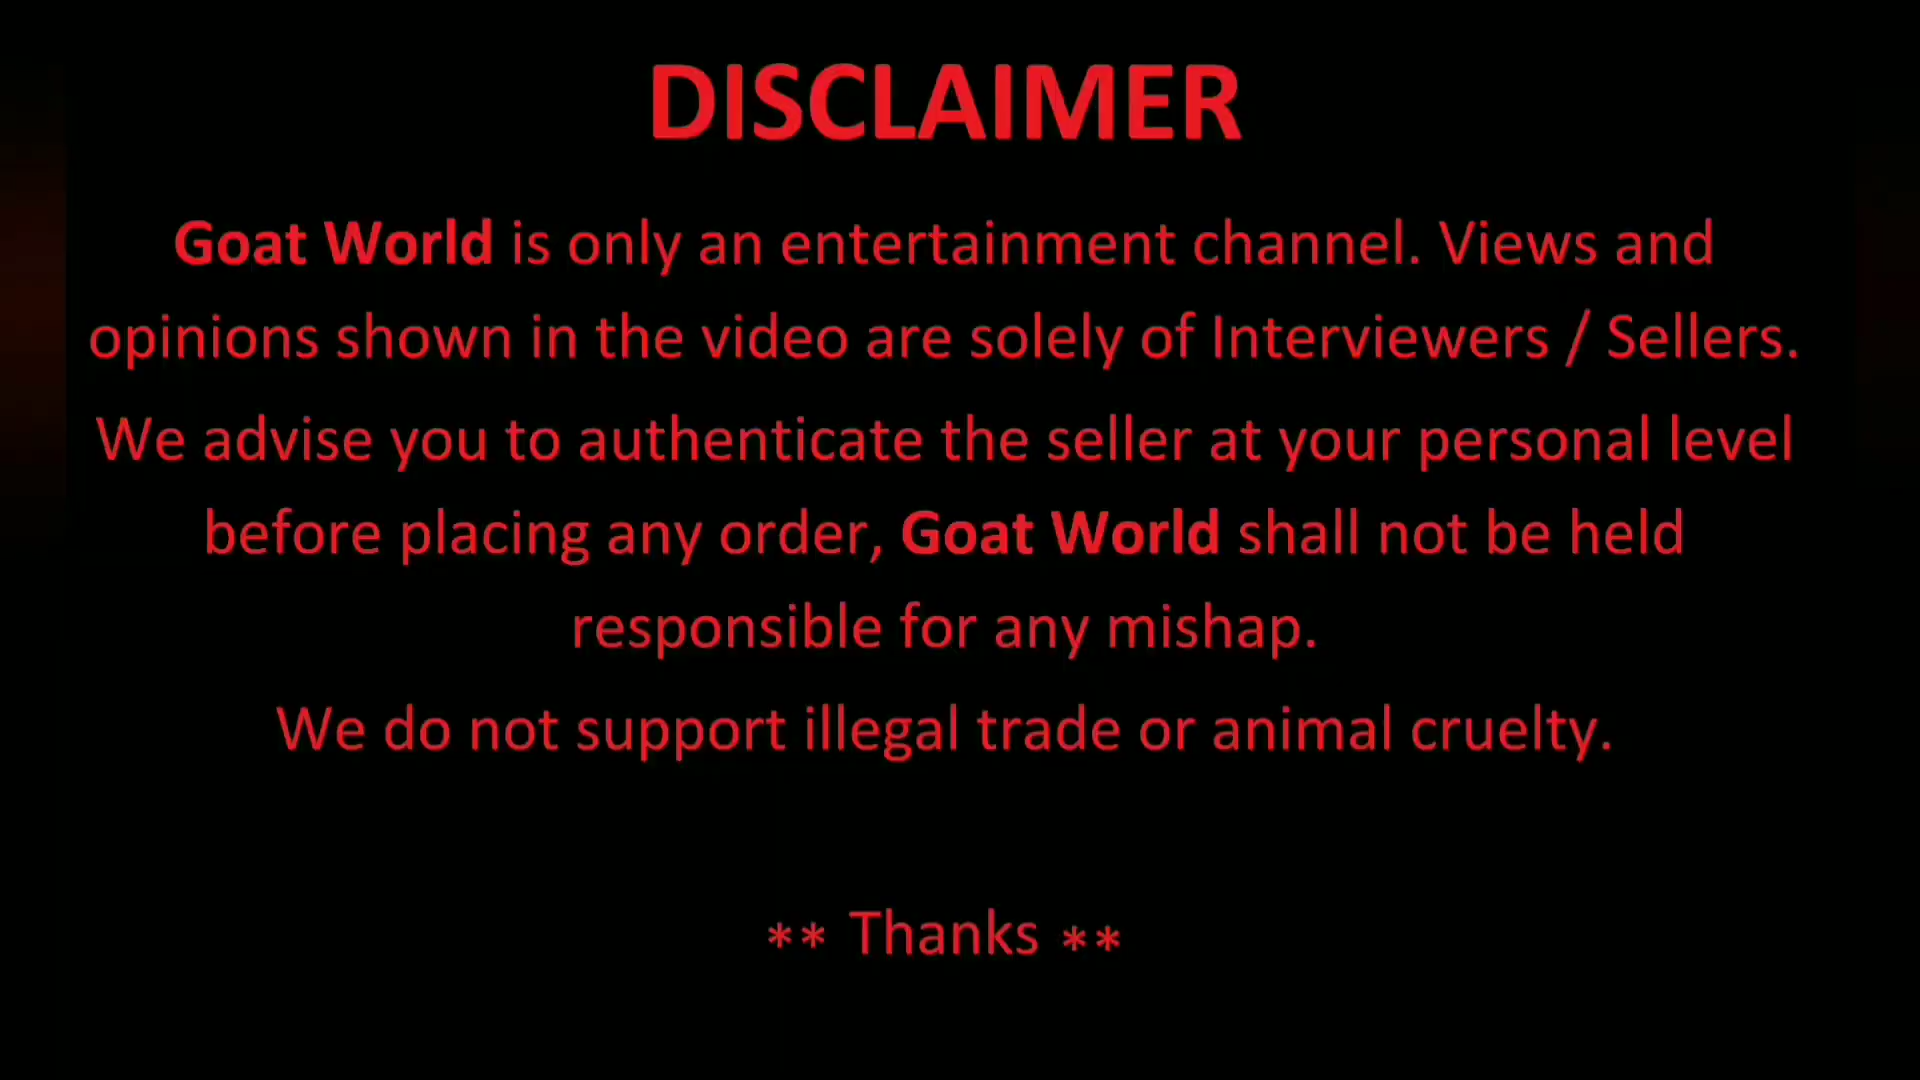 DISCLAIMER
Goat World is only an entertainment channel. Views and
opinions shown in the video are solely of Interviewers / Sellers.
We advise you to authenticate the seller at your personal level
before placing any order, Goat World shall not be held
responsible for any mishap.
We do not support illegal trade or animal cruelty.
** Thanks **